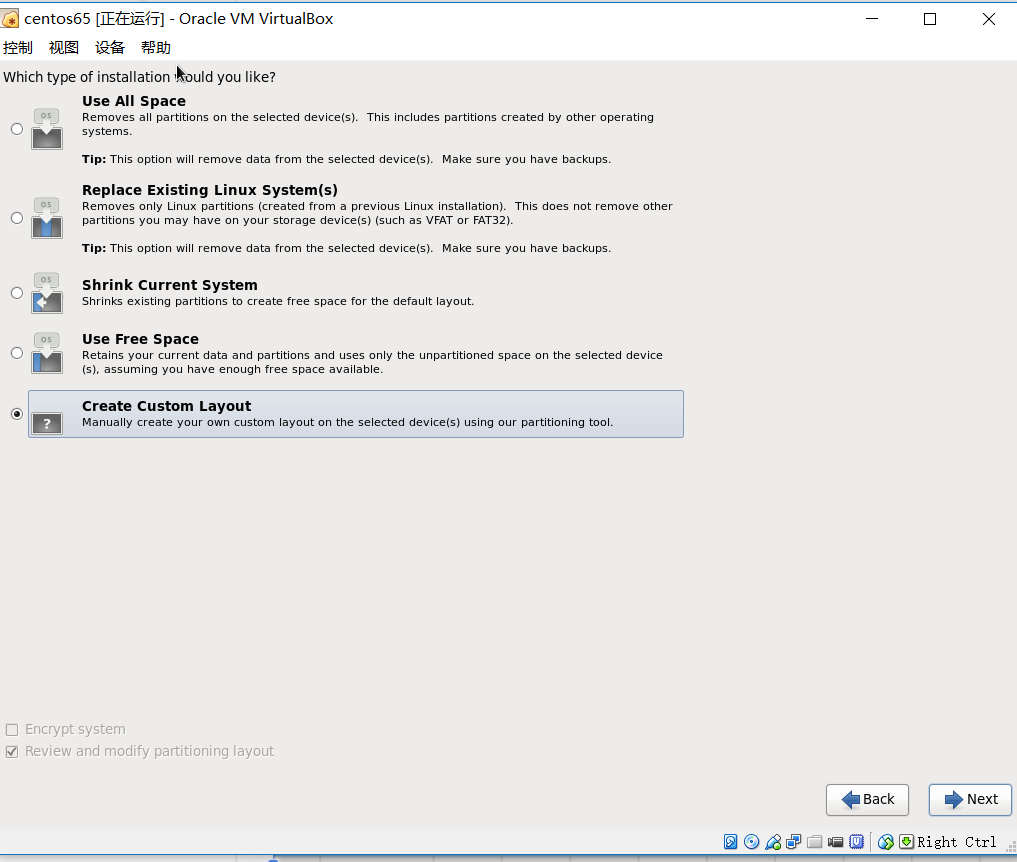 centos65 [正在运行] - Oracle VM VirtualBox
控制 视图 设备 帮助
Which type of installation would you like?
OS
Use All Space
Removes all partitions on the selected device(s).  This includes partitions created by other operating
systems.
Tip: This option will remove data from the selected device(s).  Make sure you have backups.
OS
Replace Existing Linux System(s)
Removes only Linux partitions (created from a previous Linux installation).  This does not remove other
partitions you may have on your storage device(s) (such as VFAT or FAT32).
Tip: This option will remove data from the selected device(s).  Make sure you have backups.
OS
Shrink Current System
Shrinks existing partitions to create free space for the default layout.
OS
Use Free Space
Retains your current data and partitions and uses only the unpartitioned space on the selected device
(s), assuming you have enough free space available.
?
Create Custom Layout
Manually create your own custom layout on the selected device(s) using our partitioning tool.
Encrypt system
Review and modify partitioning layout
Back Next
Right Ctrl